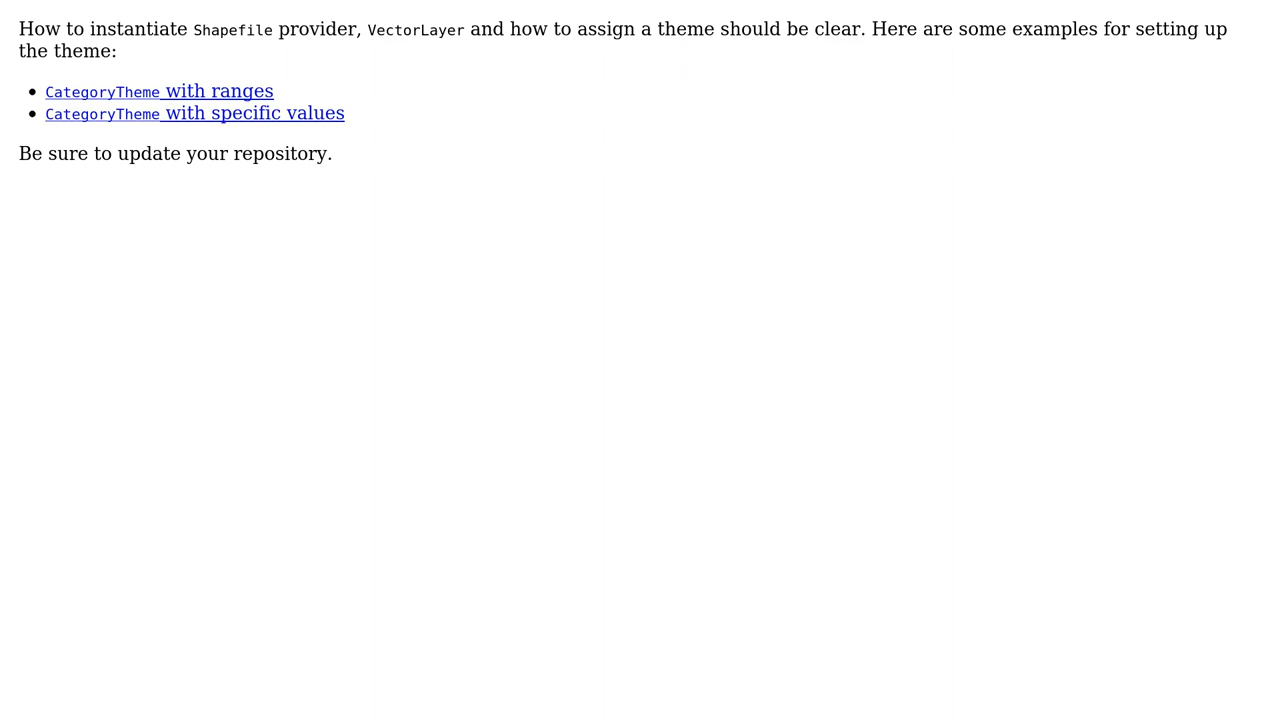 How to instantiate Shapefile provider, VectorLayer and how to assign a theme should be clear. Here are some examples for setting up
the theme:
CategoryTheme with ranges
CategoryTheme with specific values
Be sure to update your repository.